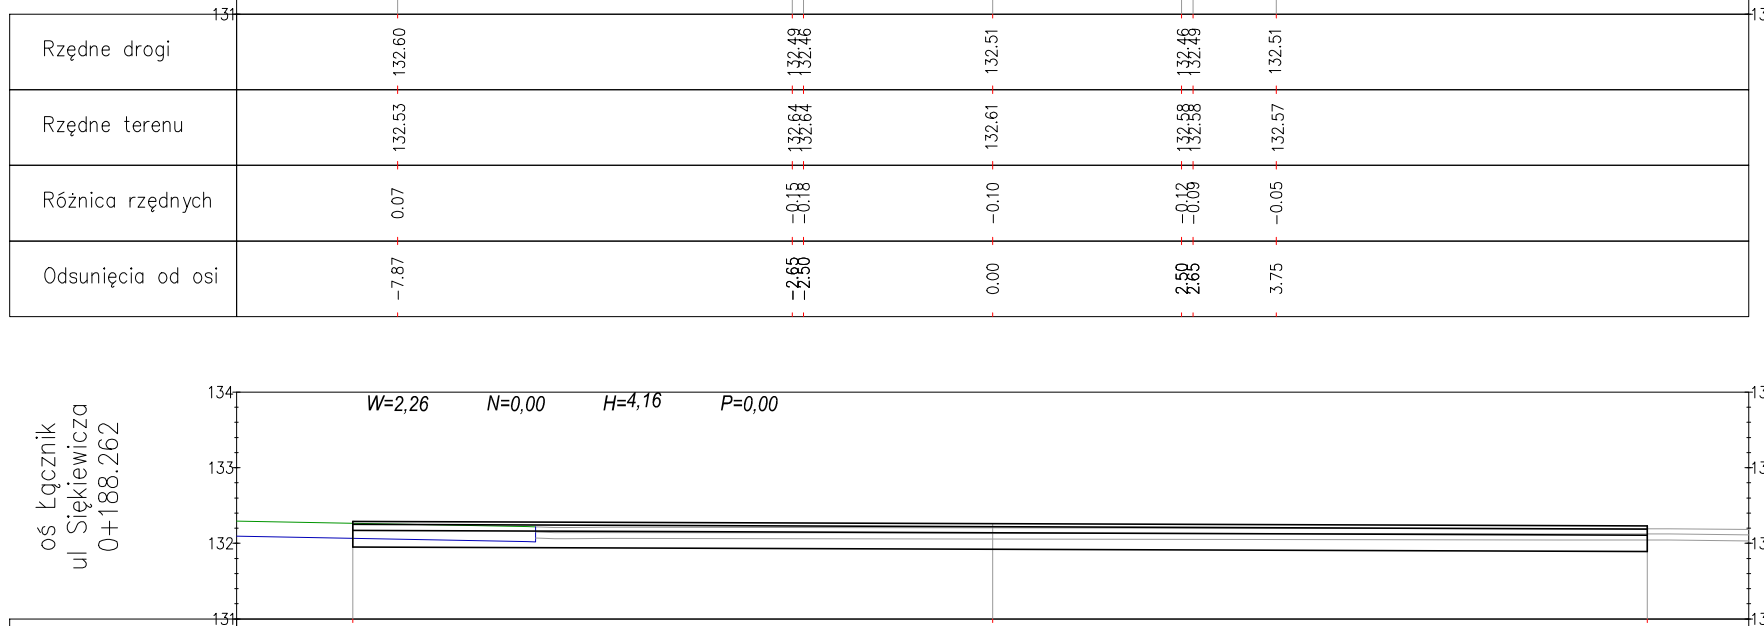 131
Rzędne drogi 132.60 132.49 132.46 132.51 132.46 132.49 132.51
Rzędne terenu 132.53 132.64 132.64 132.61 132.58 132.58 132.57
Różnica rzędnych 0.07 -0.15 -0.18 -0.10 -0.12 -0.09 -0.05
Odsunięcia od osi -7.87 -2.65 -2.50 0.00 2.50 2.65 3.75
oś Łącznik
ul Siękiewicza
0+188.262
134
W=2,26 N=0,00 H=4,16 P=0,00
133
132
131